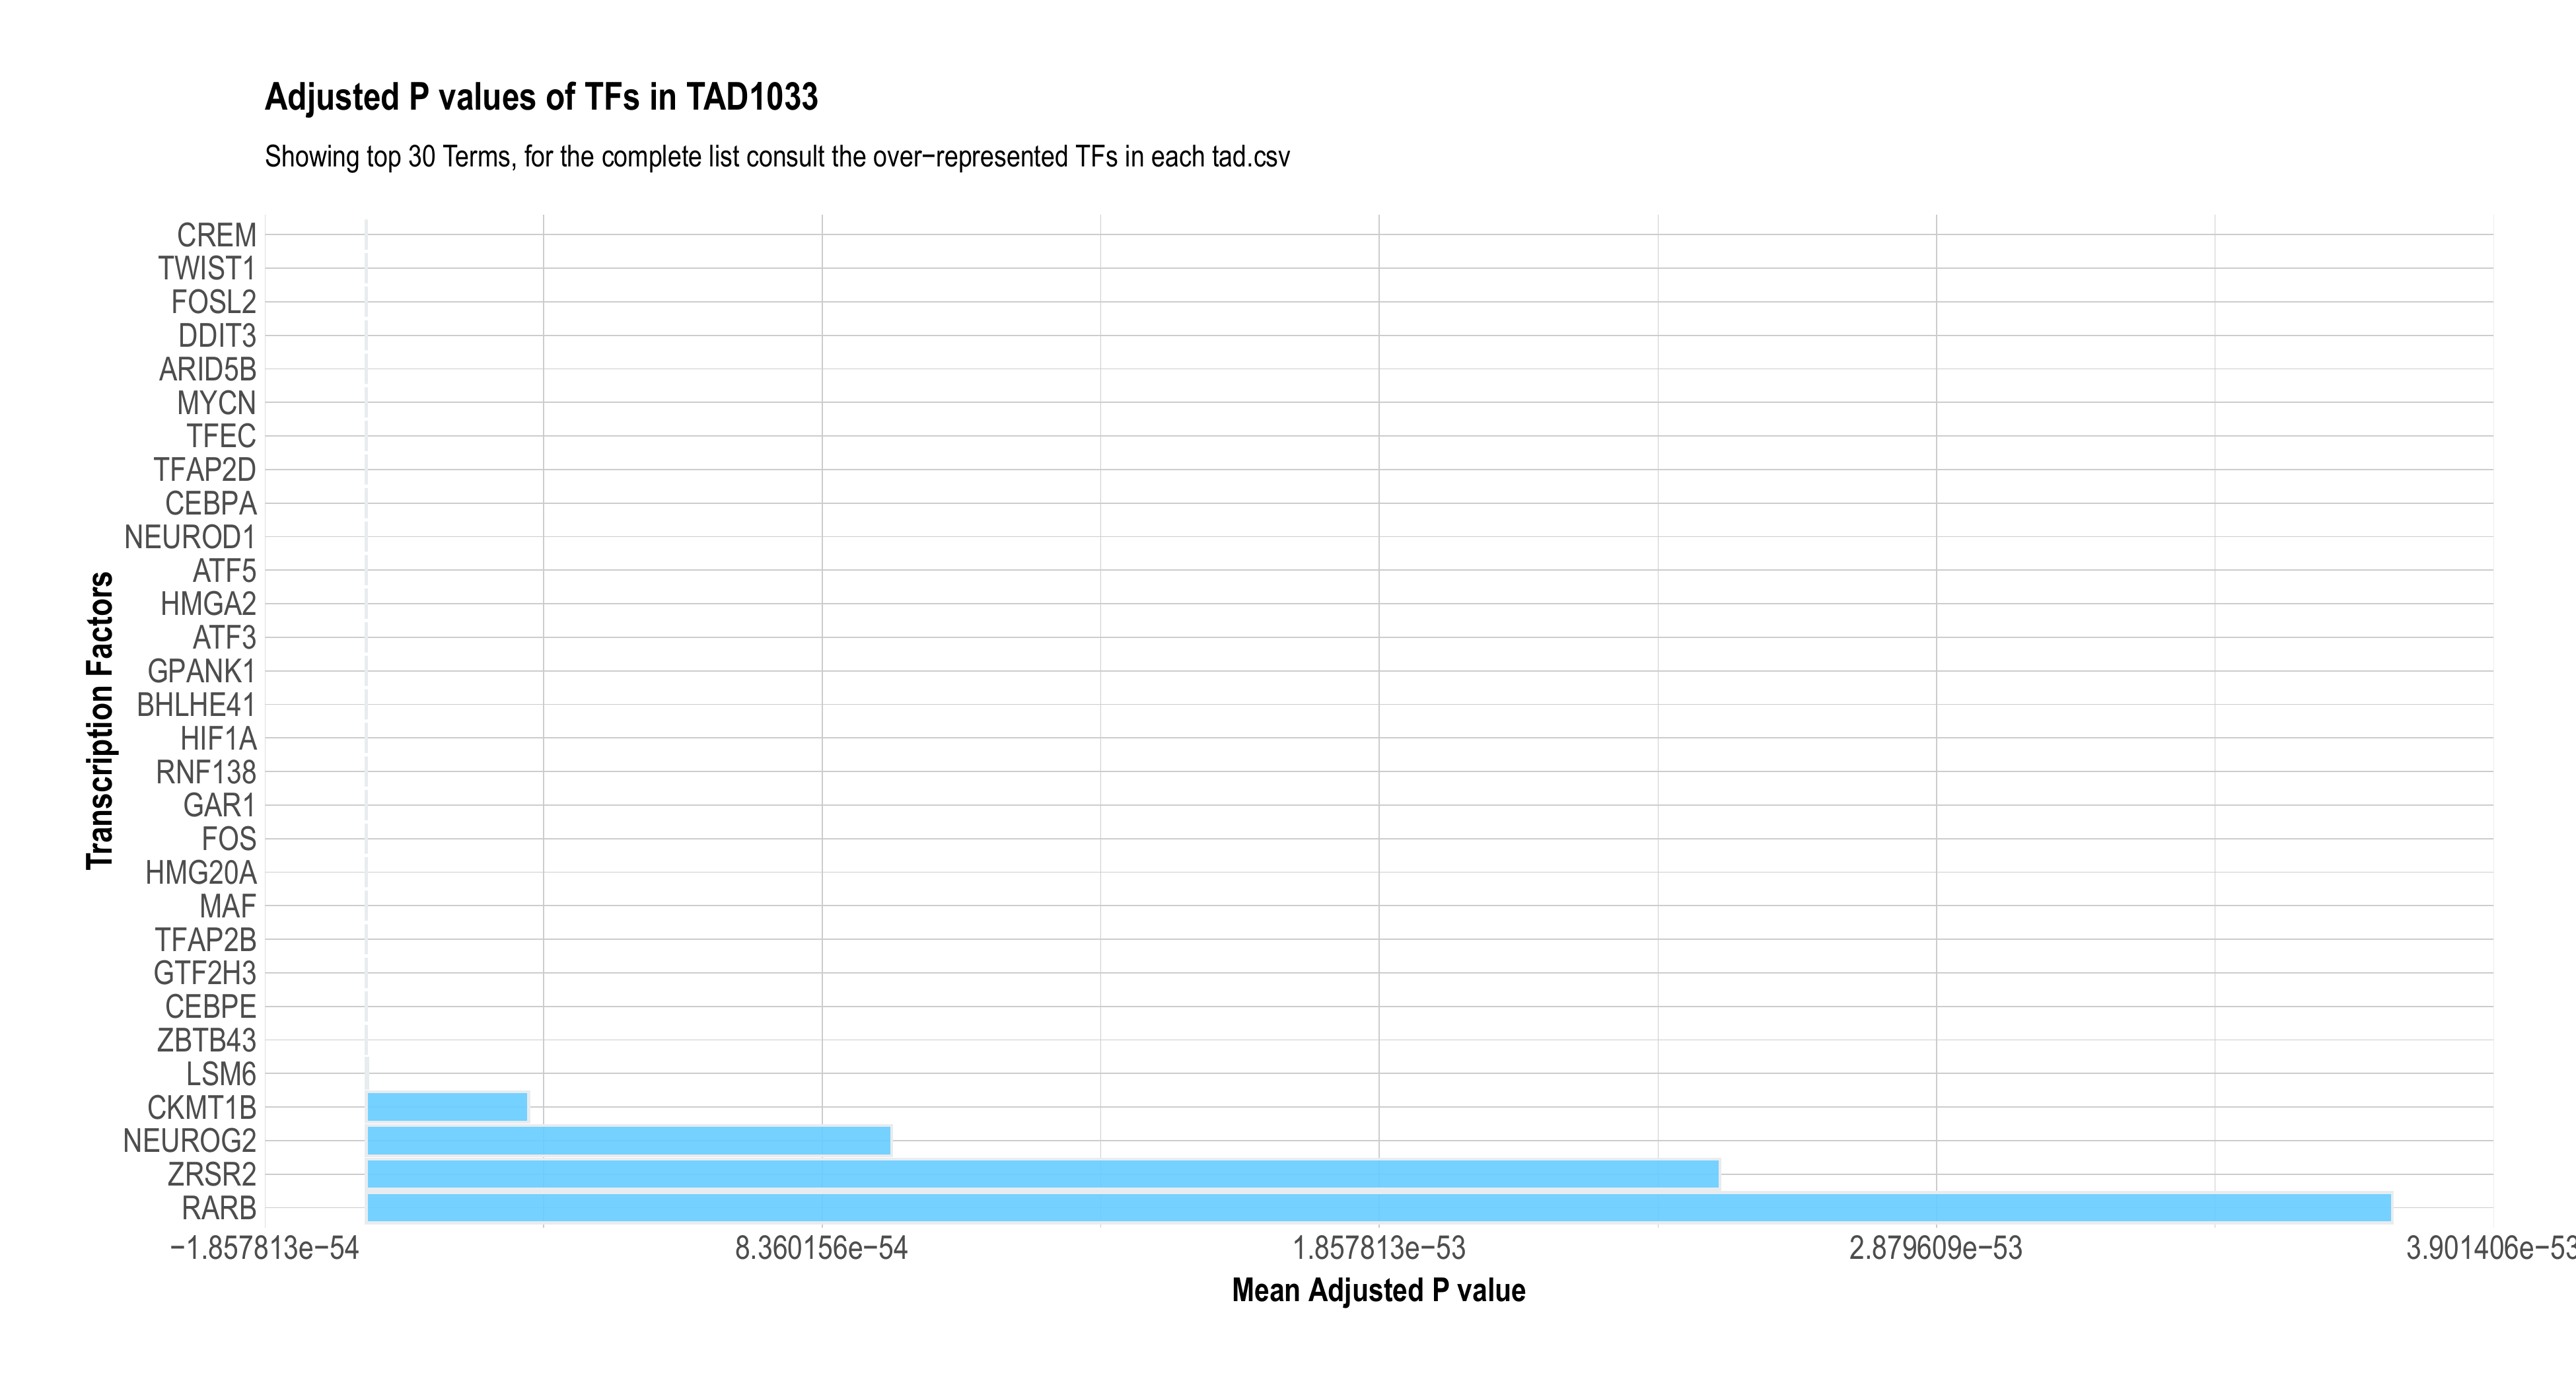 Adjusted P values of TFs in TAD1033
Showing top 30 Terms, for the complete list consult the over−represented TFs in each tad.csv
Transcription Factors
CREM
TWIST1
FOSL2
DDIT3
ARID5B
MYCN
TFEC
TFAP2D
CEBPA
NEUROD1
ATF5
HMGA2
ATF3
GPANK1
BHLHE41
HIF1A
RNF138
GAR1
FOS
HMG20A
MAF
TFAP2B
GTF2H3
CEBPE
ZBTB43
LSM6
CKMT1B
NEUROG2
ZRSR2
RARB
−1.857813e−54 8.360156e−54 1.857813e−53 2.879609e−53 3.901406e−53
Mean Adjusted P value